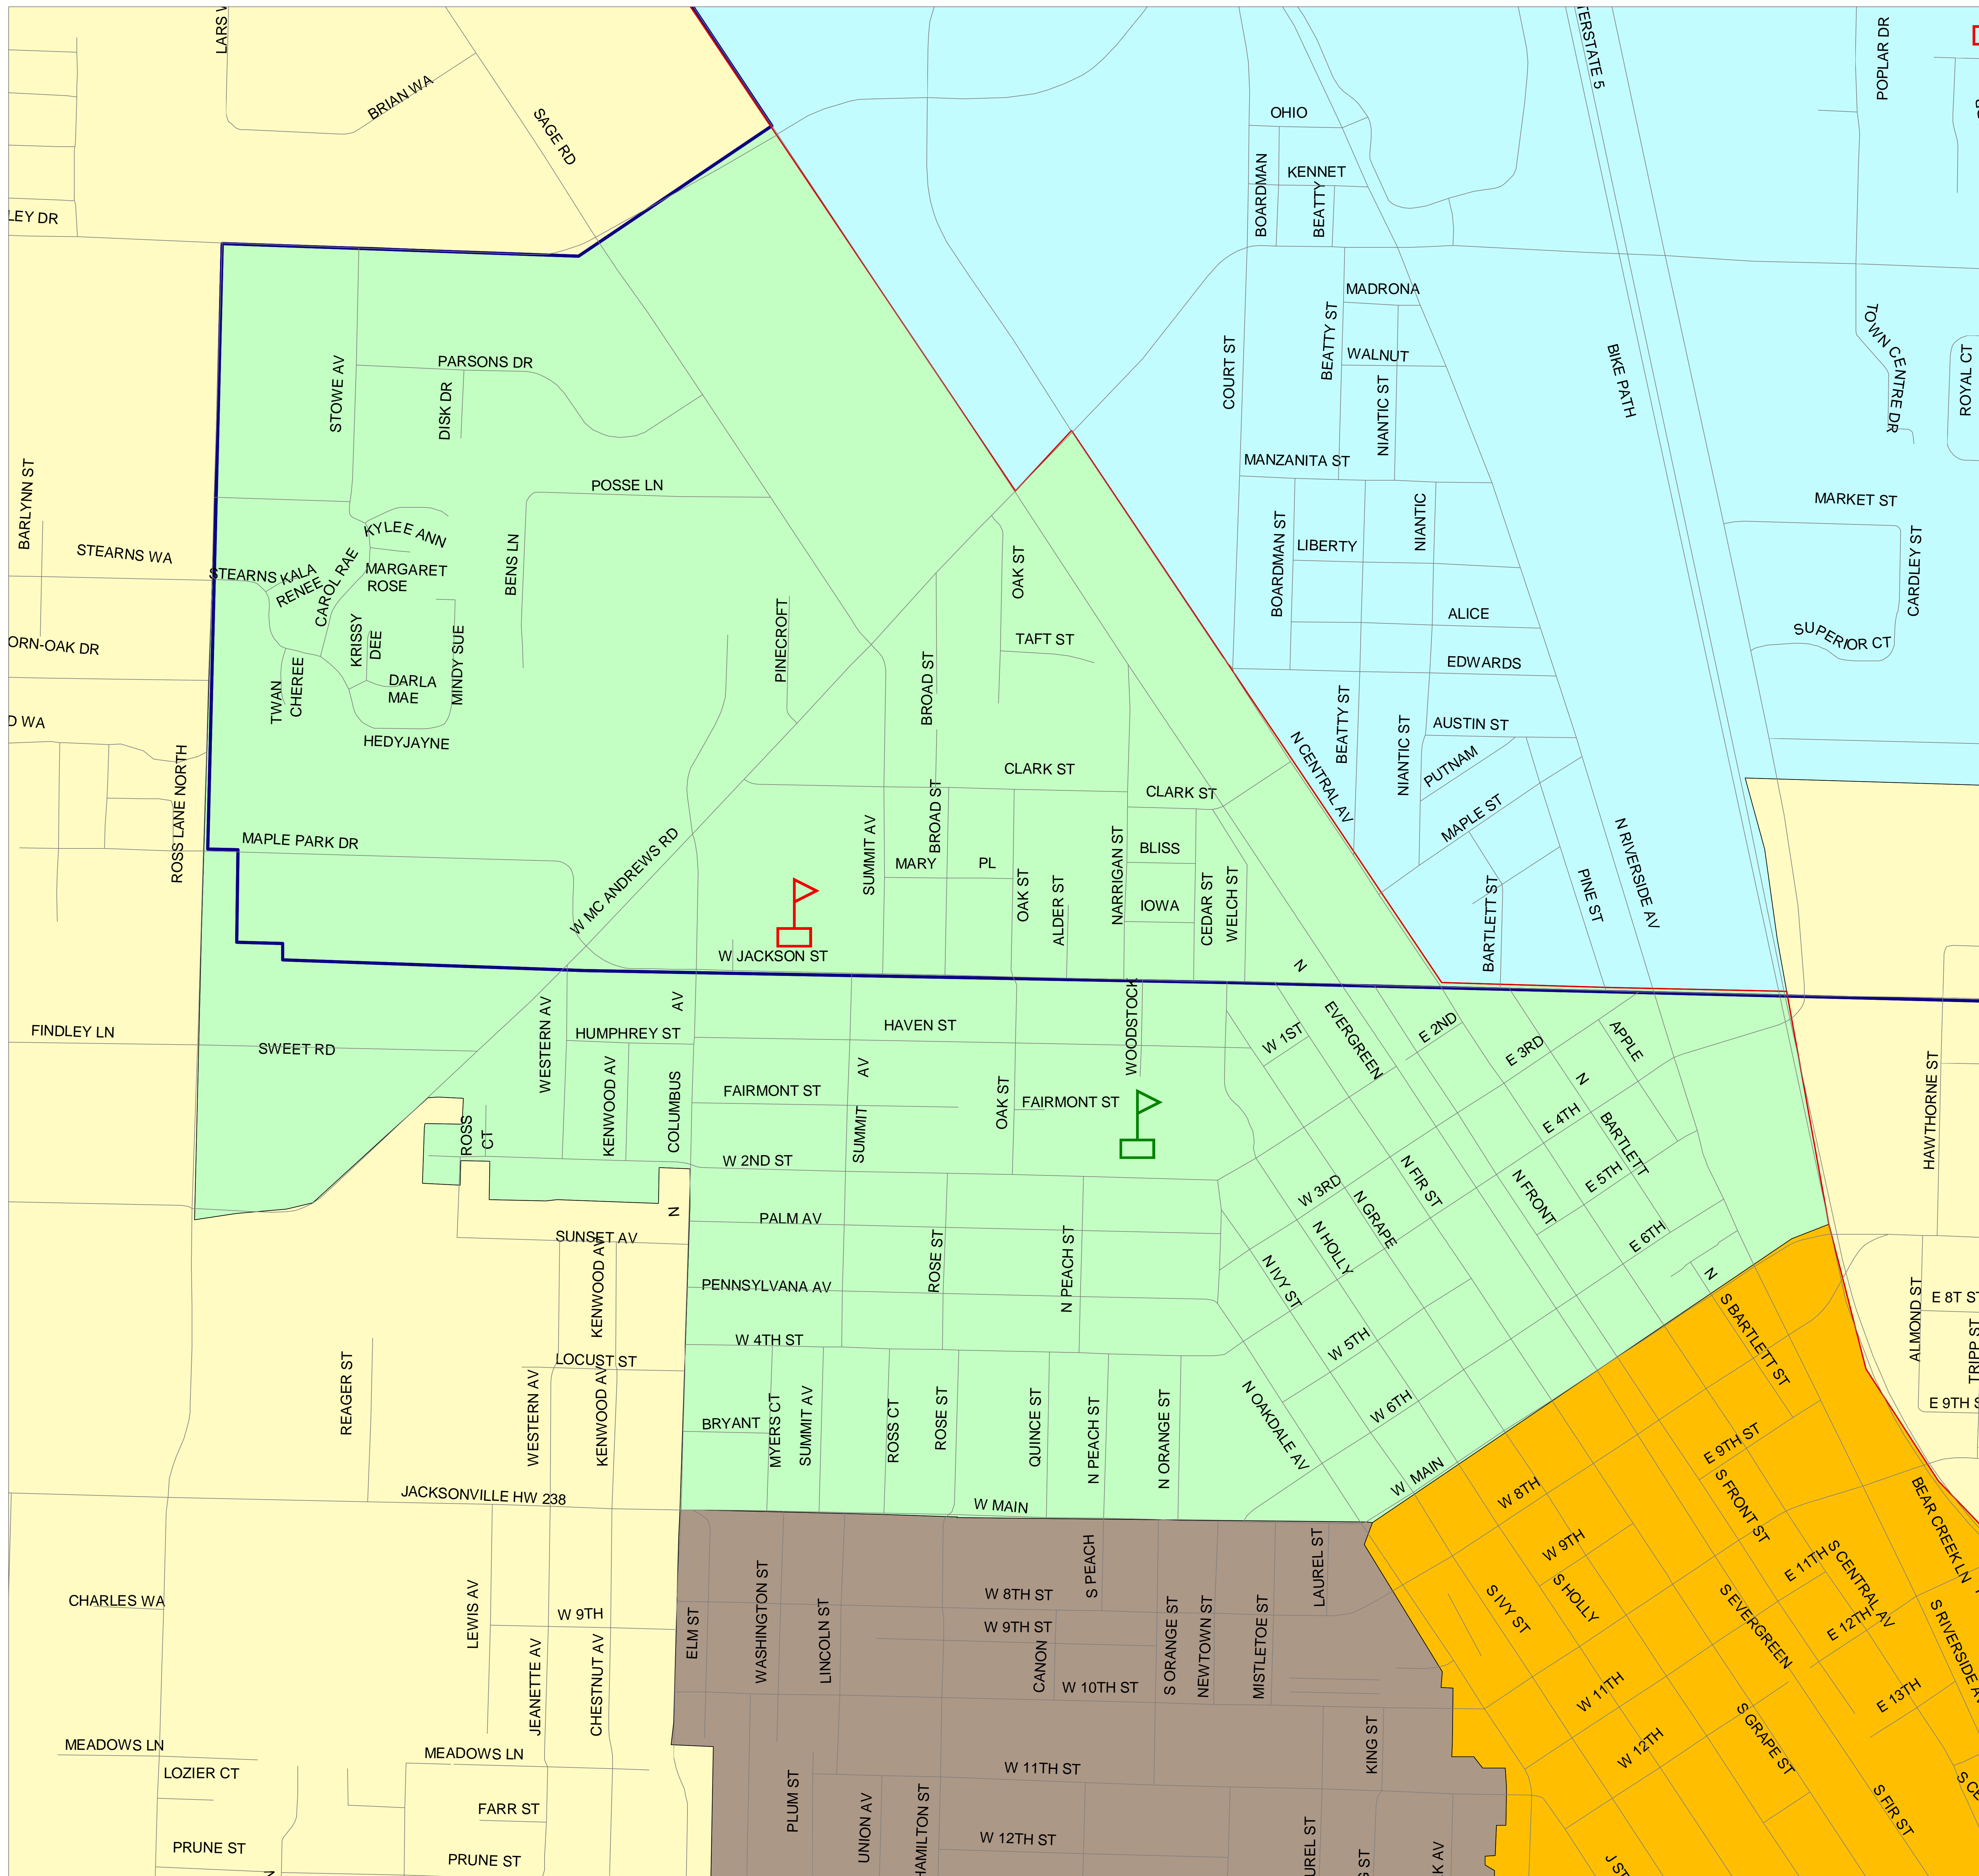 LARS
BRIAN WA
SAGE RD
TERSTATE 5
POPLAR DR
OHIO
KENNET
BOARDMAN
BEATTY
LEY DR
MADRONA
BEATTY ST
WALNUT
COURT ST
NIANTIC ST
BIKE PATH
TOWN CENTRE DR
ROYAL CT
PARSONS DR
STOWE AV
DISK DR
MANZANITA ST
MARKET ST
BARLYNN ST
POSSE LN
KYLEE ANN
NIANTIC
BOARDMAN ST
LIBERTY
CARDLEY ST
STEARNS WA
STEARNS
KALA
RENEE
CAROL RAE
MARGARET
ROSE
BENS LN
OAK ST
ALICE
SUPERIOR CT
ORN-OAK DR
KRISSY
DEE
MINDY SUE
PINECROFT
TAFT ST
EDWARDS
TWAN
CHEREE
DARLA
MAE
BROAD ST
BEATTY ST
AUSTIN ST
D WA
HEDYJAYNE
N CENTRAL AV
NIANTIC ST
PUTNAM
CLARK ST
CLARK ST
ROSS LANE NORTH
MAPLE PARK DR
W MC ANDREWS RD
SUMMIT AV
BROAD ST
MARY
PL
NARRIGAN ST
BLISS
MAPLE ST
N RIVERSIDE AV
OAK ST
ALDER ST
IOWA
CEDAR ST
WELCH ST
BARTLETT ST
PINE ST
W JACKSON ST
N
EVERGREEN
FINDLEY LN
SWEET RD
WESTERN AV
HUMPHREY ST
AV
HAVEN ST
WOODSTOCK
W 1ST
E 2ND
E 3RD
APPLE
KENWOOD AV
COLUMBUS
FAIRMONT ST
AV
SUMMIT
OAK ST
FAIRMONT ST
N
BARTLETT
E 4TH
HAWTHORNE ST
ROSS
CT
W 2ND ST
N
W 3RD
N FIR ST
N FRONT
E 5TH
PALM AV
N GRAPE
N HOLLY
E 6TH
SUNSET AV
KENWOOD AV
ROSE ST
N PEACH ST
N IVY ST
N
S BARTLETT ST
PENNSYLVANA AV
ALMOND ST
E 8T ST
TRIPP ST
W 4TH ST
W 5TH
REAGER ST
LOCUST ST
WESTERN AV
KENWOOD AV
BRYANT
MYERS CT
SUMMIT AV
ROSS CT
ROSE ST
QUINCE ST
N PEACH ST
N ORANGE ST
N OAKDALE AV
W 6TH
E 9TH S
E 9TH ST
JACKSONVILLE HW 238
W MAIN
W MAIN
W 8TH
S FRONT ST
BEAR CREEK LN
CHARLES WA
LEWIS AV
W 9TH
ELM ST
WASHINGTON ST
LINCOLN ST
W 8TH ST
W 9TH ST
S PEACH
CANON
LAUREL ST
W 9TH
S HOLLY
S IVY ST
E 11TH
S CENTRAL AV
E 12TH
S EVERGREEN
S RIVERSIDE A
JEANETTE AV
CHESTNUT AV
W 10TH ST
S ORANGE ST
NEWTOWN ST
MISTLETOE ST
W 11TH
E 13TH
MEADOWS LN
MEADOWS LN
LOZIER CT
W 11TH ST
KING ST
W 12TH
S GRAPE ST
FARR ST
PLUM ST
UNION AV
HAMILTON ST
S FIR ST
S CE
PRUNE ST
PRUNE ST
W 12TH ST
UREL ST
S ST
K AV
J ST
N